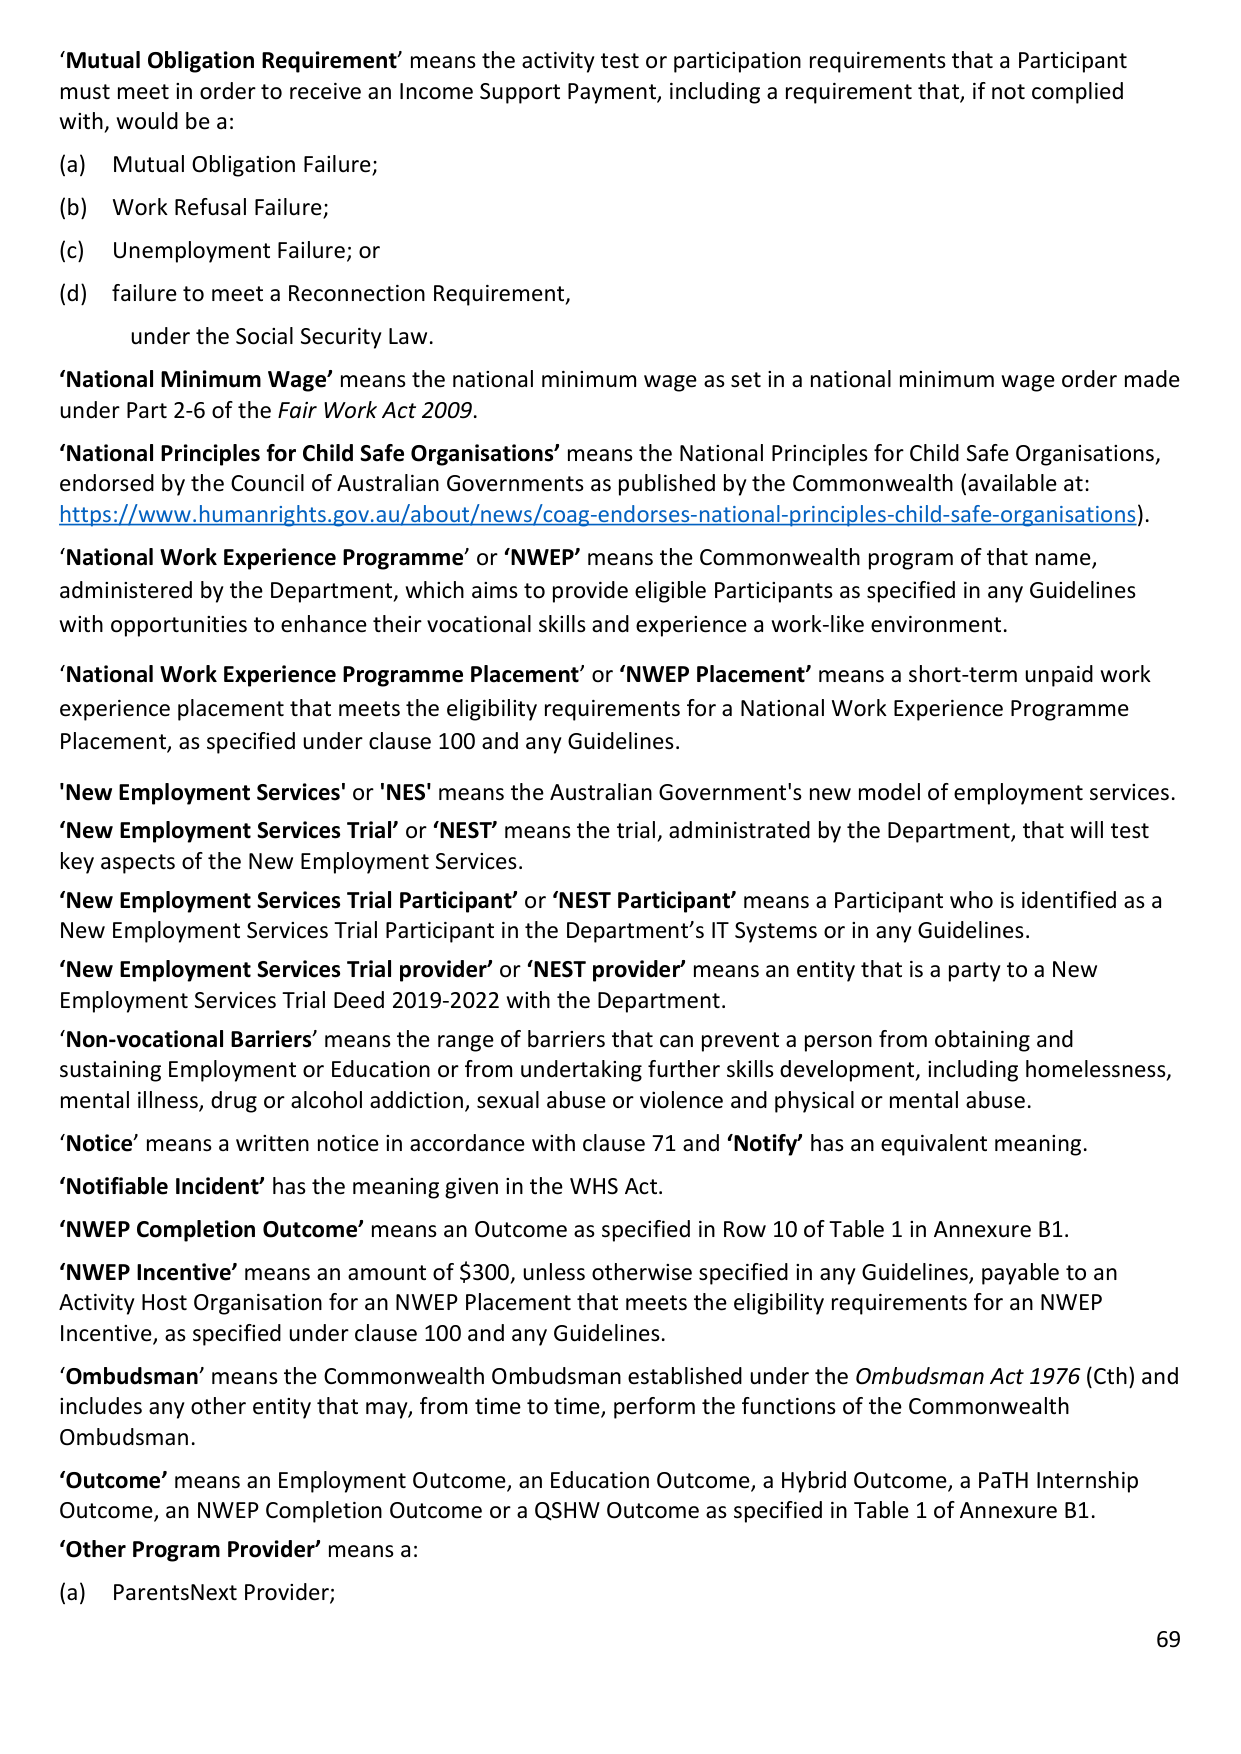 ‘Mutual Obligation Requirement’ means the activity test or participation requirements that a Participant
must meet in order to receive an Income Support Payment, including a requirement that, if not complied
with, would be a:
(a) Mutual Obligation Failure;
(b) Work Refusal Failure;
(c) Unemployment Failure; or
(d) failure to meet a Reconnection Requirement,
under the Social Security Law.
‘National Minimum Wage’ means the national minimum wage as set in a national minimum wage order made
under Part 2-6 of the Fair Work Act 2009.
‘National Principles for Child Safe Organisations’ means the National Principles for Child Safe Organisations,
endorsed by the Council of Australian Governments as published by the Commonwealth (available at:
https://www.humanrights.gov.au/about/news/coag-endorses-national-principles-child-safe-organisations).
‘National Work Experience Programme’ or ‘NWEP’ means the Commonwealth program of that name,
administered by the Department, which aims to provide eligible Participants as specified in any Guidelines
with opportunities to enhance their vocational skills and experience a work-like environment.
‘National Work Experience Programme Placement’ or ‘NWEP Placement’ means a short-term unpaid work
experience placement that meets the eligibility requirements for a National Work Experience Programme
Placement, as specified under clause 100 and any Guidelines.
'New Employment Services' or 'NES' means the Australian Government's new model of employment services.
‘New Employment Services Trial’ or ‘NEST’ means the trial, administrated by the Department, that will test
key aspects of the New Employment Services.
‘New Employment Services Trial Participant’ or ‘NEST Participant’ means a Participant who is identified as a
New Employment Services Trial Participant in the Department’s IT Systems or in any Guidelines.
‘New Employment Services Trial provider’ or ‘NEST provider’ means an entity that is a party to a New
Employment Services Trial Deed 2019-2022 with the Department.
‘Non-vocational Barriers’ means the range of barriers that can prevent a person from obtaining and
sustaining Employment or Education or from undertaking further skills development, including homelessness,
mental illness, drug or alcohol addiction, sexual abuse or violence and physical or mental abuse.
‘Notice’ means a written notice in accordance with clause 71 and ‘Notify’ has an equivalent meaning.
‘Notifiable Incident’ has the meaning given in the WHS Act.
‘NWEP Completion Outcome’ means an Outcome as specified in Row 10 of Table 1 in Annexure B1.
‘NWEP Incentive’ means an amount of $300, unless otherwise specified in any Guidelines, payable to an
Activity Host Organisation for an NWEP Placement that meets the eligibility requirements for an NWEP
Incentive, as specified under clause 100 and any Guidelines.
‘Ombudsman’ means the Commonwealth Ombudsman established under the Ombudsman Act 1976 (Cth) and
includes any other entity that may, from time to time, perform the functions of the Commonwealth
Ombudsman.
‘Outcome’ means an Employment Outcome, an Education Outcome, a Hybrid Outcome, a PaTH Internship
Outcome, an NWEP Completion Outcome or a QSHW Outcome as specified in Table 1 of Annexure B1.
‘Other Program Provider’ means a:
(a) ParentsNext Provider;
69